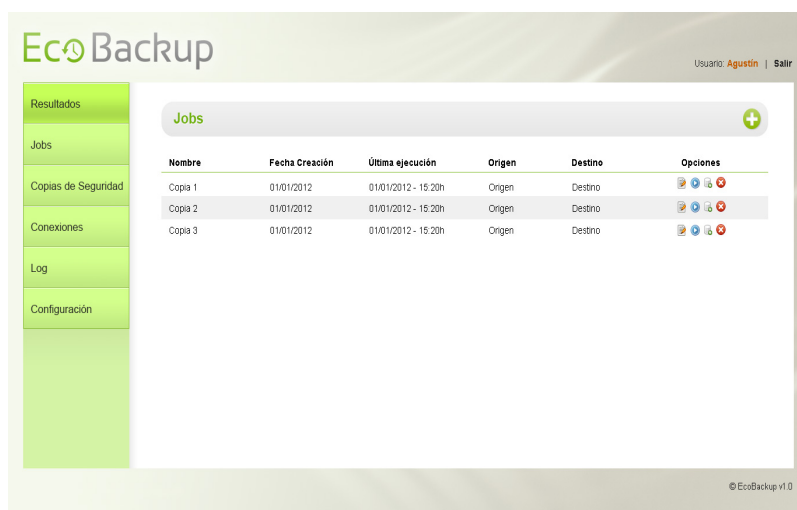 EcoBackup
Usuario: Agustín | Salir
Resultados
Jobs
Copias de Seguridad
Conexiones
Log
Configuración
Jobs
Nombre Fecha Creación Última ejecución Origen Destino Opciones
Copia 1 01/01/2012 01/01/2012 - 15:20h Origen Destino
Copia 2 01/01/2012 01/01/2012 - 15:20h Origen Destino
Copia 3 01/01/2012 01/01/2012 - 15:20h Origen Destino
© EcoBackup v1.0